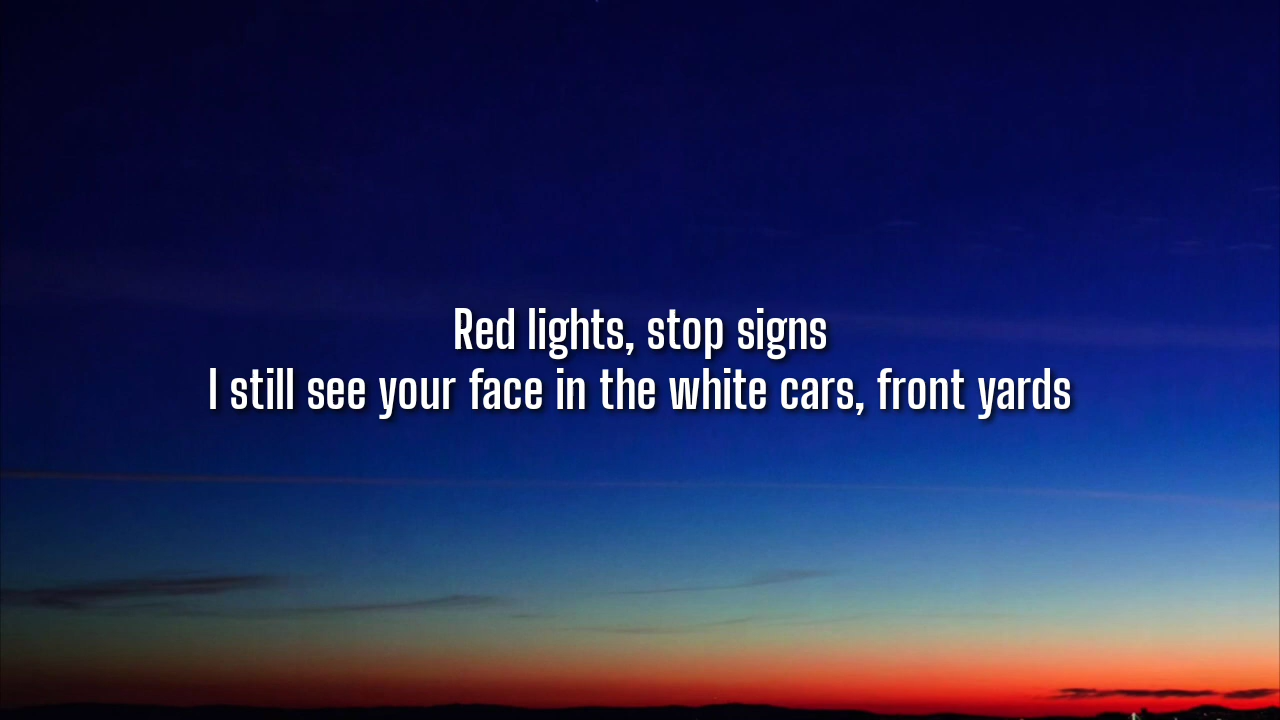 Red lights, stop signs
I still see your face in the white cars, front yards